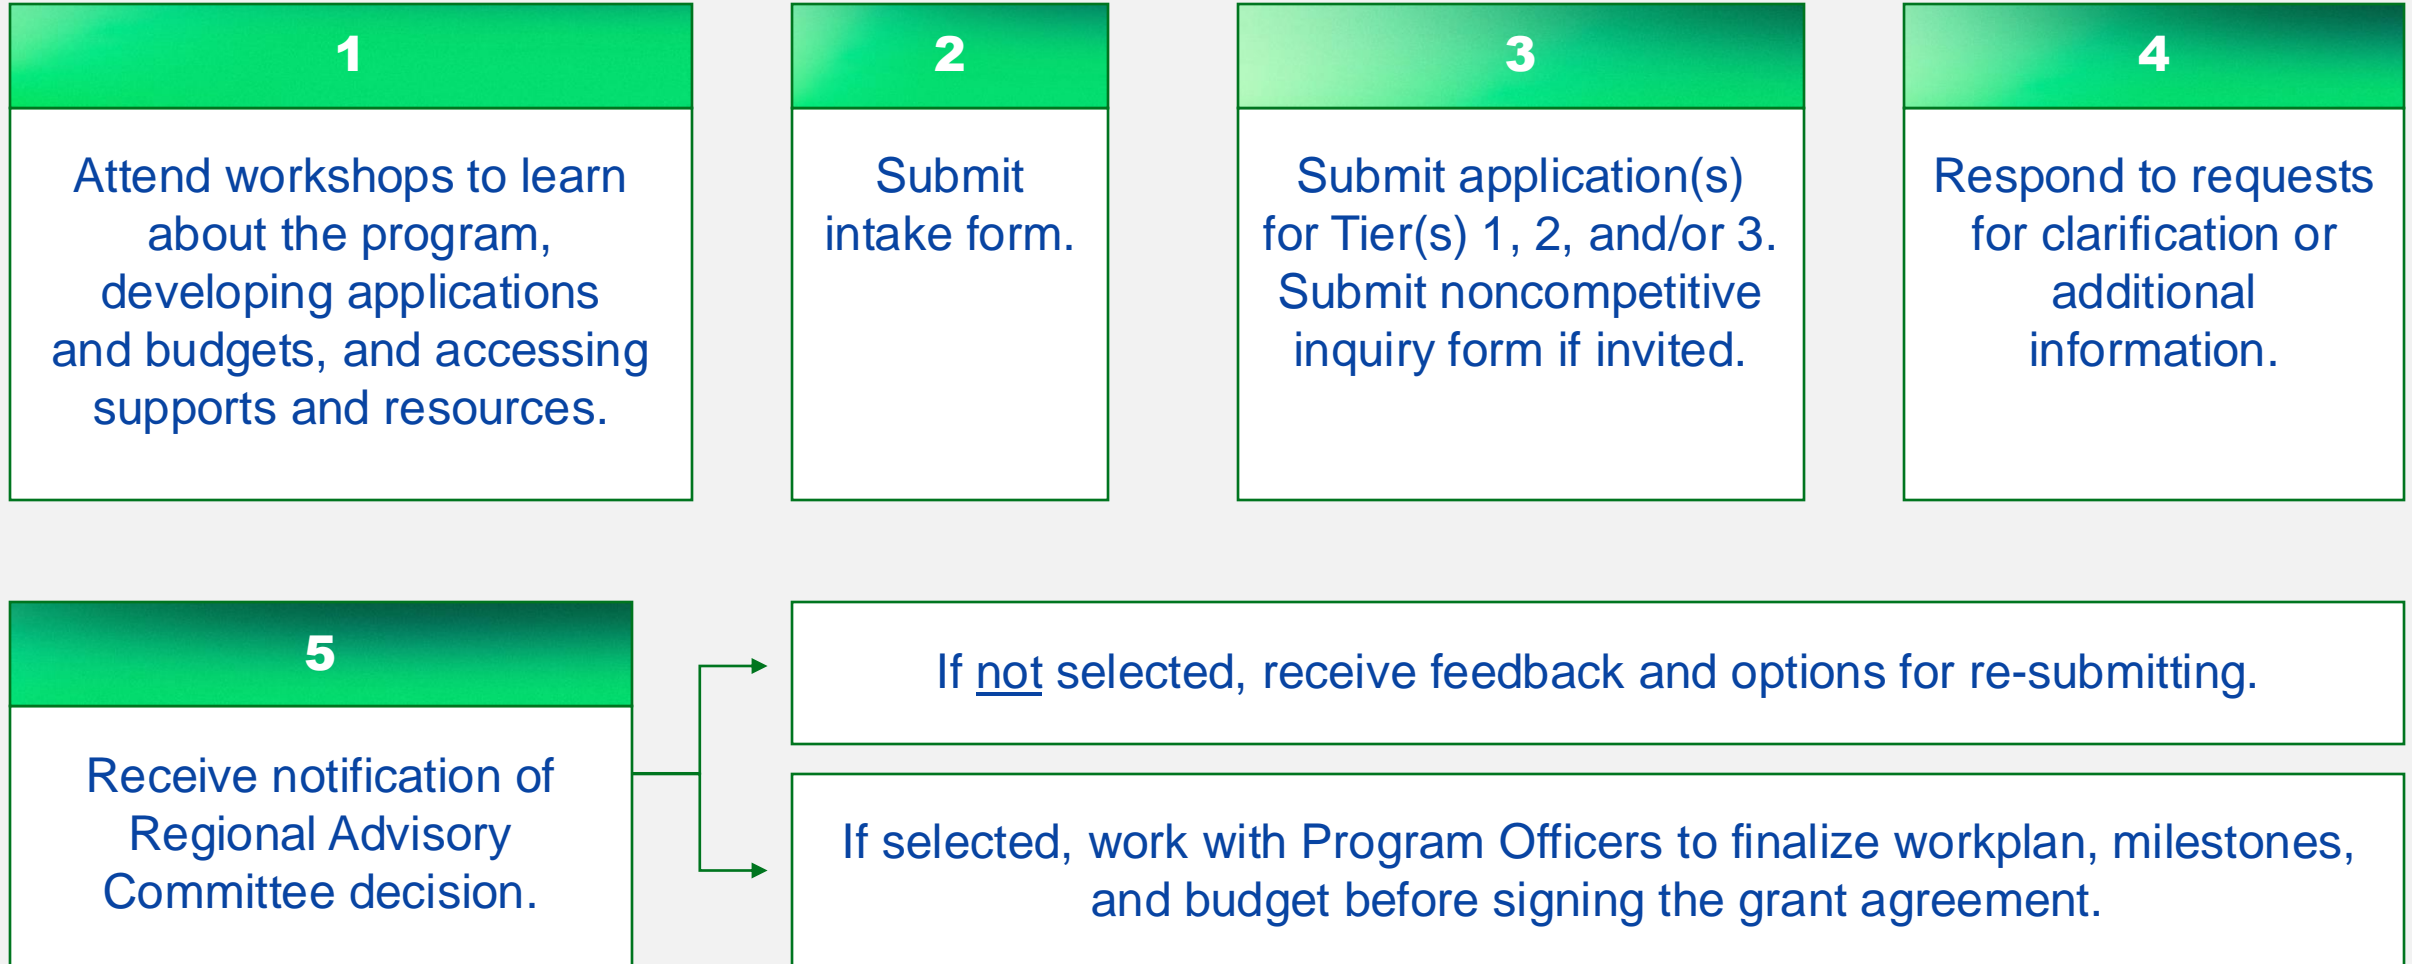 1
Attend workshops to learn
about the program,
developing applications
and budgets, and accessing
supports and resources.
2
Submit
intake form.
3
Submit application(s)
for Tier(s) 1, 2, and/or 3.
Submit noncompetitive
inquiry form if invited.
4
Respond to requests
for clarification or
additional
information.
5
Receive notification of
Regional Advisory
Committee decision.
If not selected, receive feedback and options for re-submitting.
If selected, work with Program Officers to finalize workplan, milestones,
and budget before signing the grant agreement.